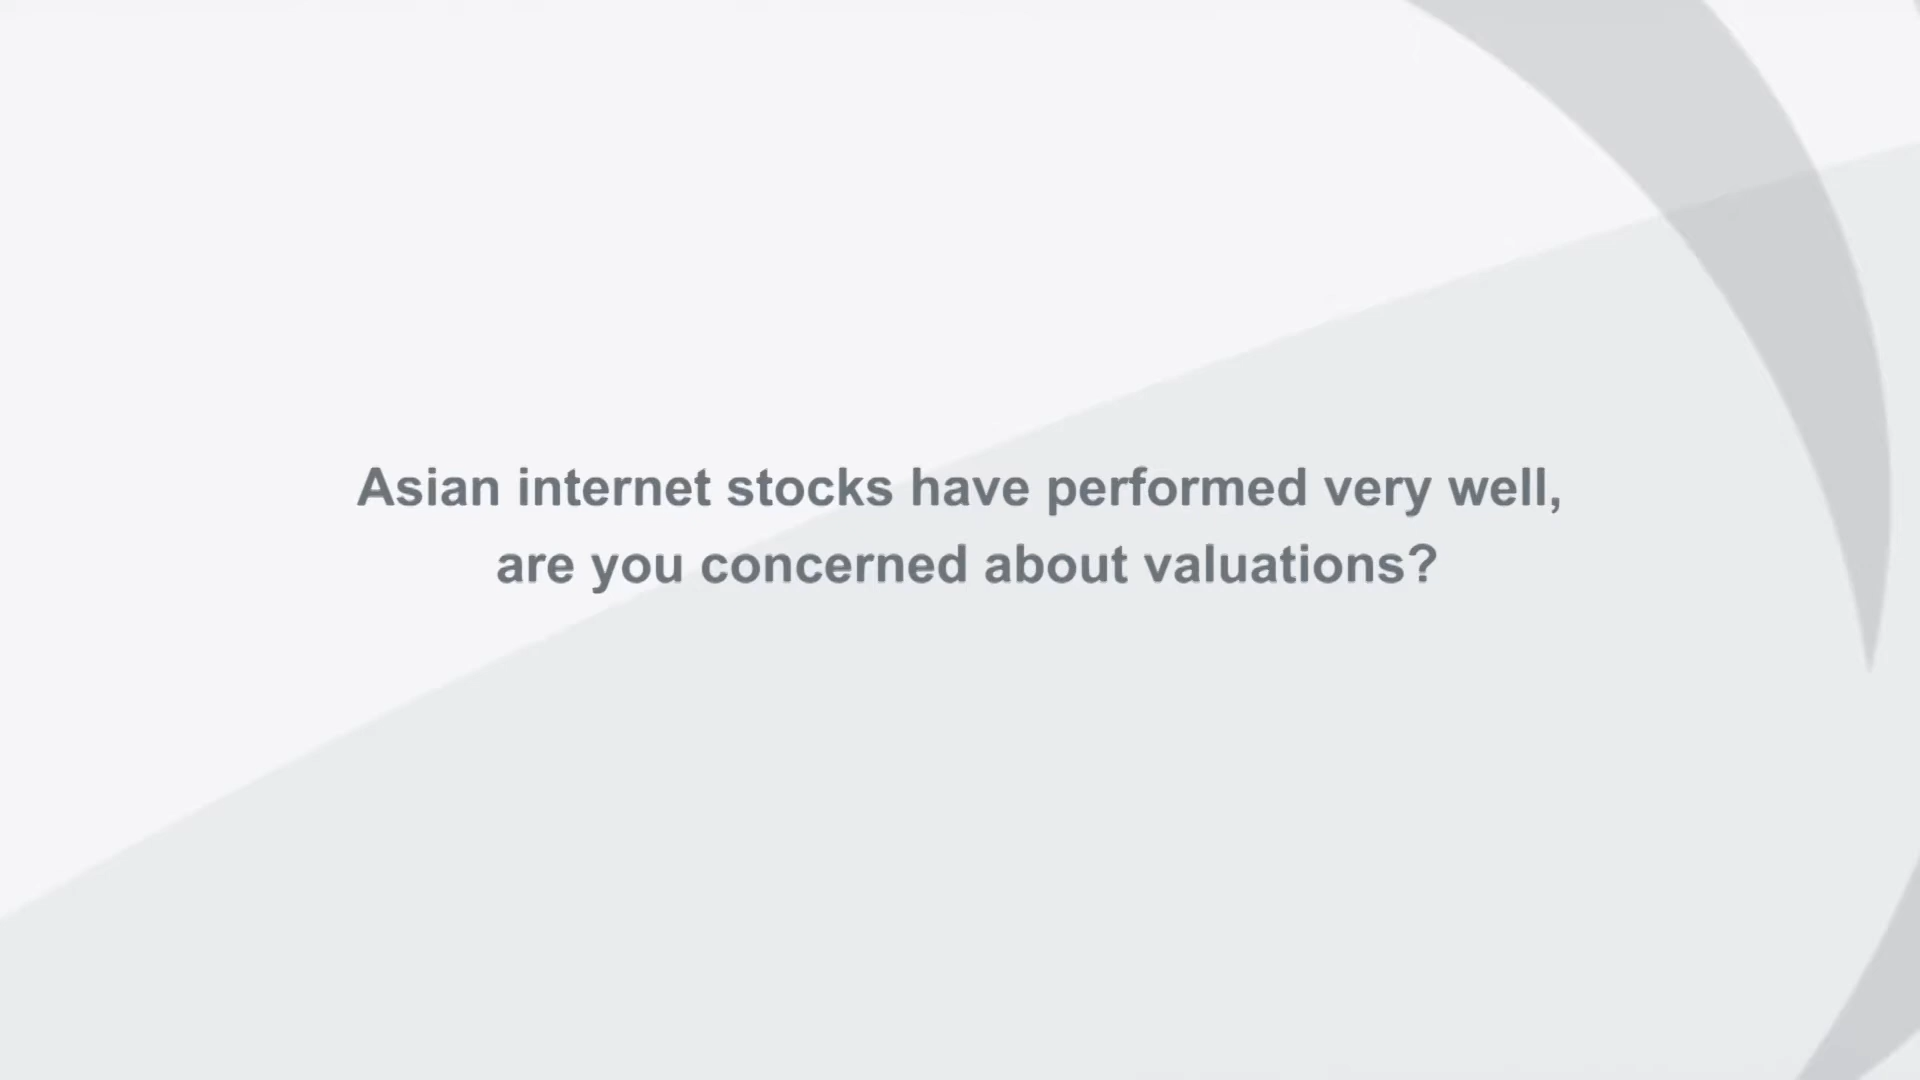 Asian internet stocks have performed very well,
are you concerned about valuations?